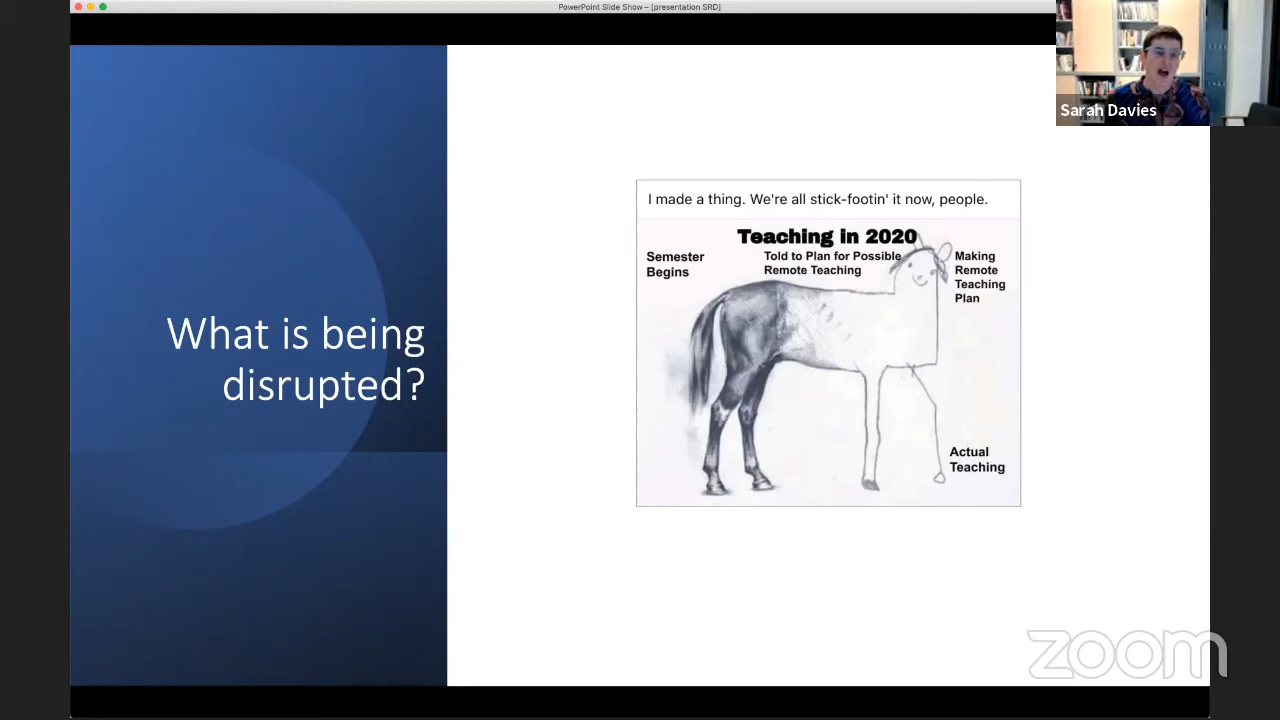 PowerPoint Slide Show – [presentation SRD]
Sarah Davies
What is being
disrupted?
I made a thing. We're all stick-footin' it now, people.
Teaching in 2020
Semester
Begins
Told to Plan for Possible
Remote Teaching
Making
Remote
Teaching
Plan
Actual
Teaching
zoom